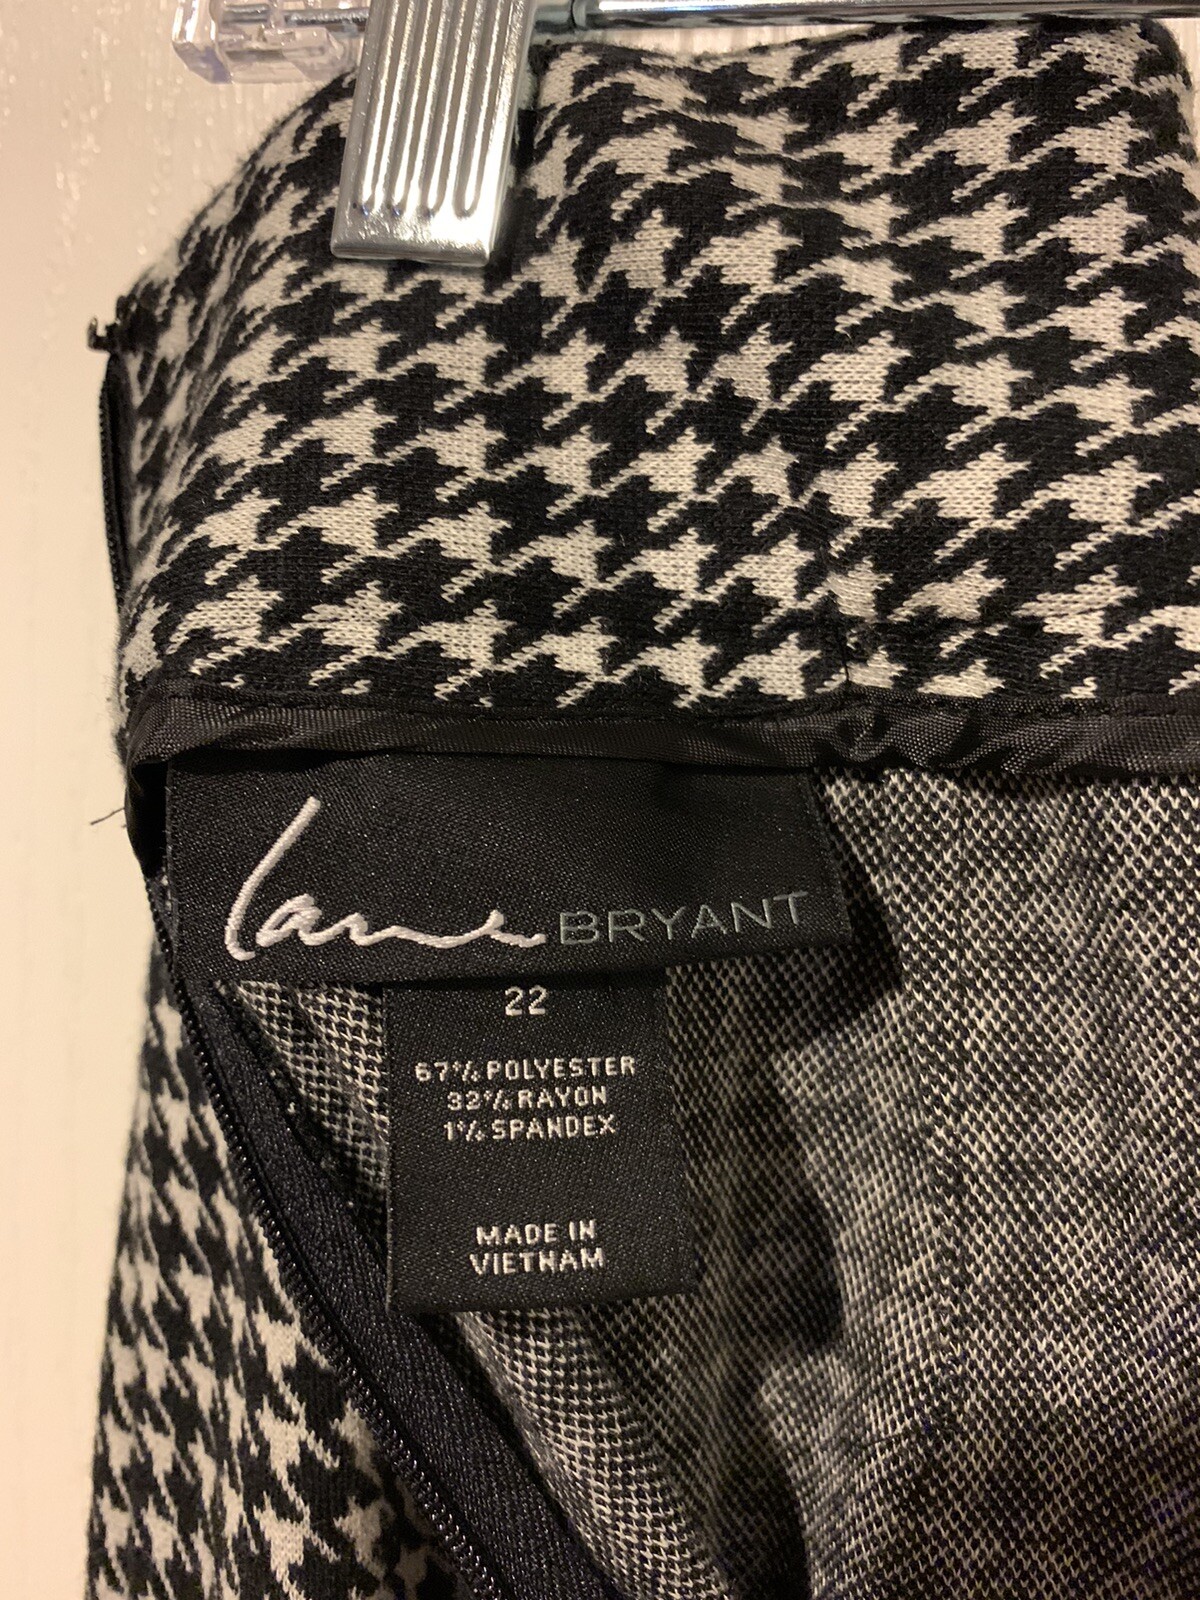 Lane BRYANT
22
67% POLYESTER
32% RAYON
1% SPANDEX
MADE IN
VIETNAM